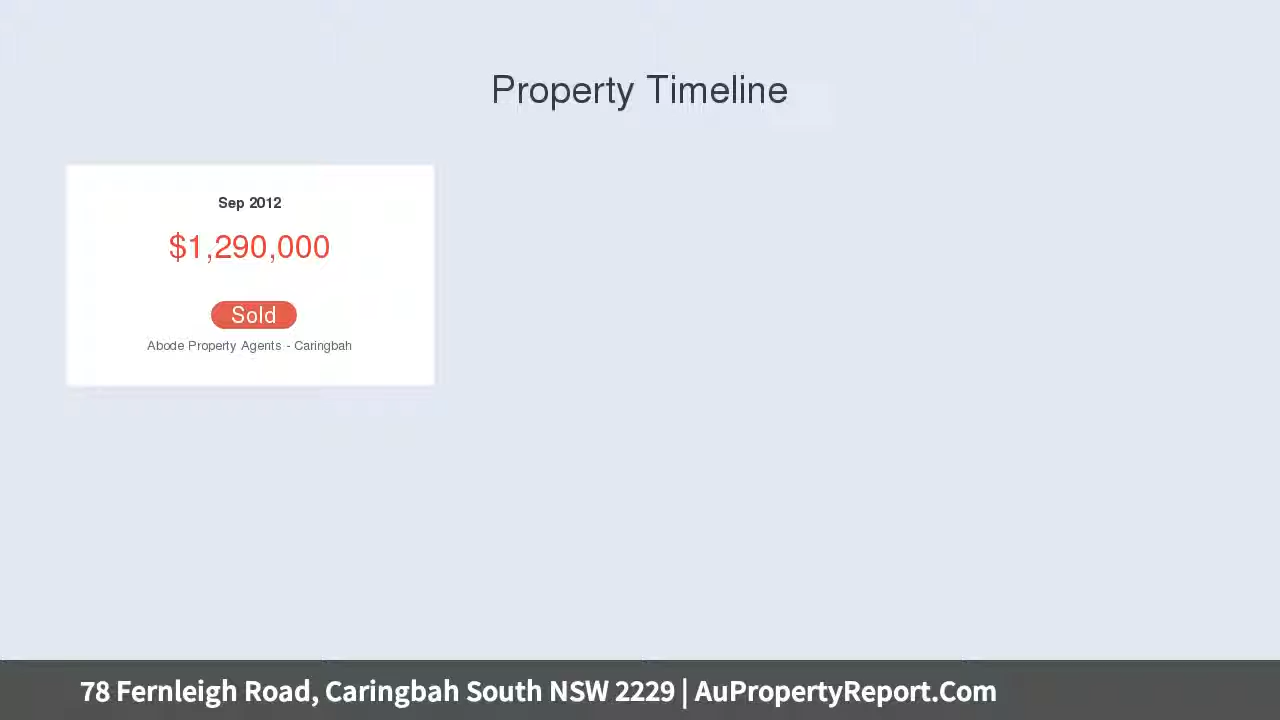 Property Timeline
Sep 2012
$1,290,000
Sold
Abode Property Agents - Caringbah
78 Fernleigh Road, Caringbah South NSW 2229 | AuPropertyReport.Com